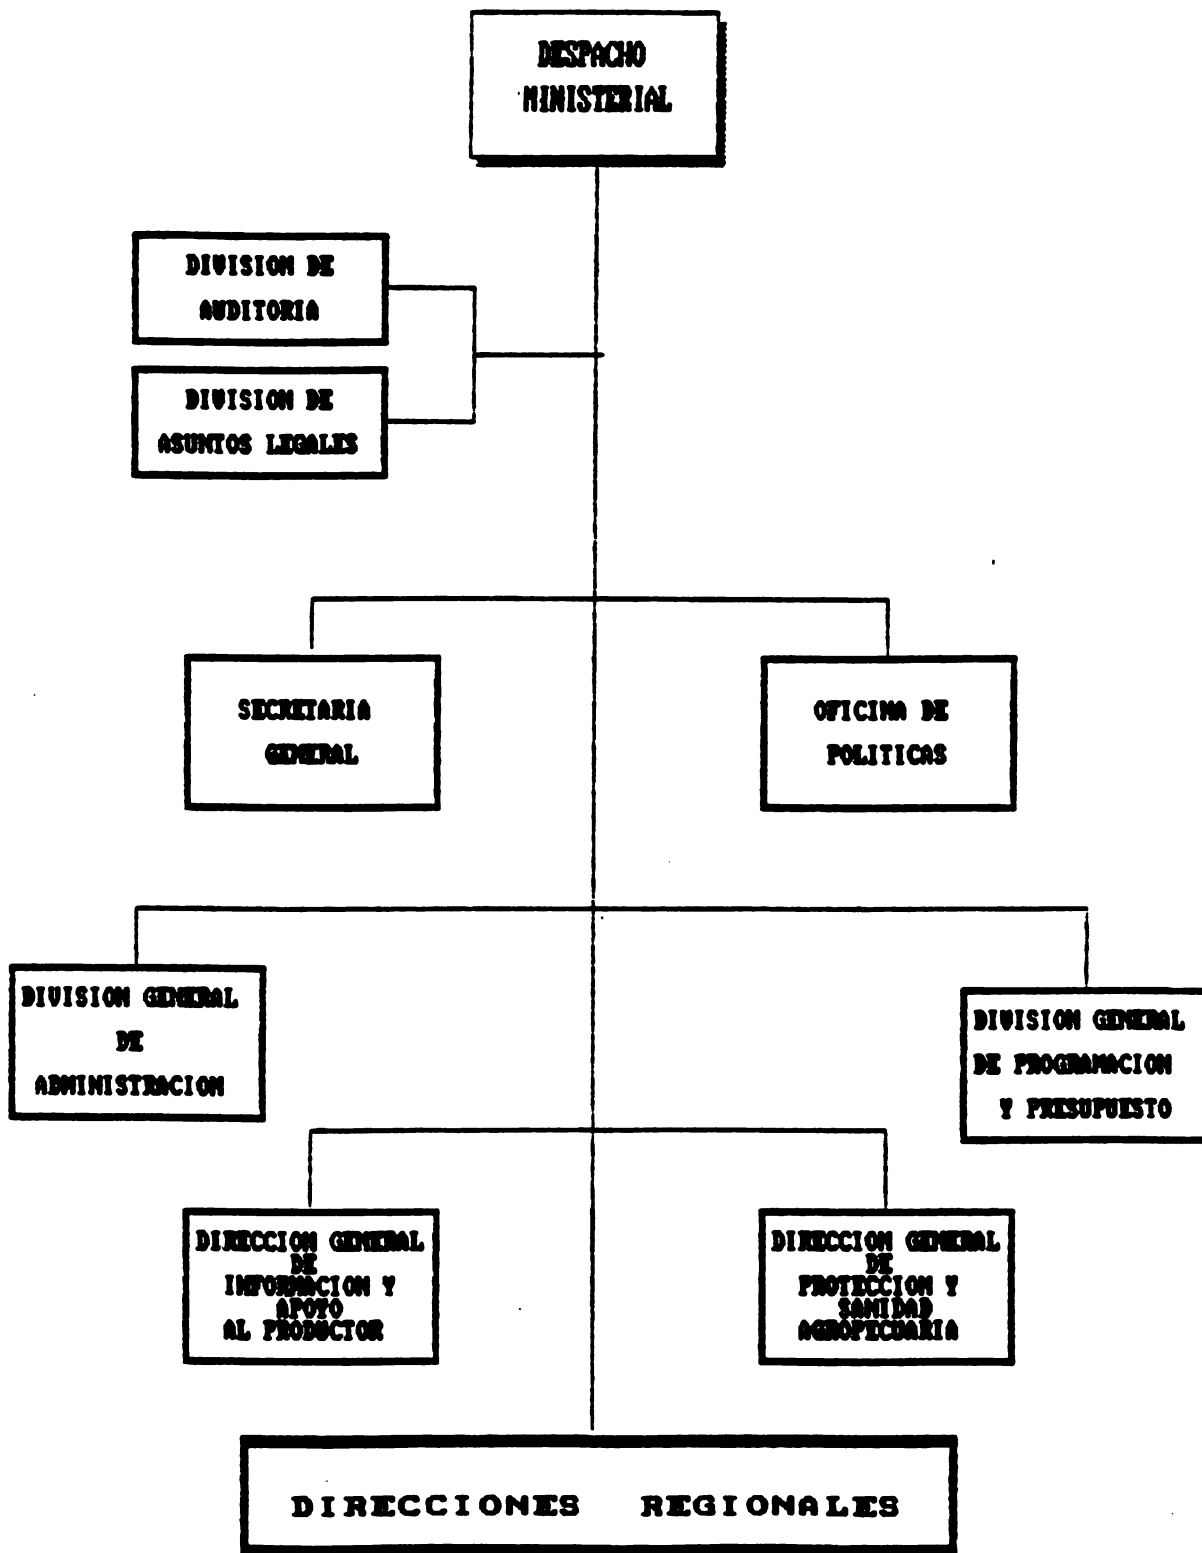 DESPACHO
MINISTERIAL
DIVISION DE
AUDITORIA
DIVISION DE
ASUNTOS LEGALES
SECRETARIA
GENERAL
OFICINA DE
POLITICAS
DIVISION GENERAL
DE
ADMINISTRACION
DIVISION GENERAL
DE PROGRAMACION
Y PRESUPUESTO
DIRECCION GENERAL
DE
INFORMACION Y
APOYO
AL PRODUCTOR
DIRECCION GENERAL
DE
PROTECCION Y
SANIDAD
AGROPECUARIA
DIRECCIONES REGIONALES